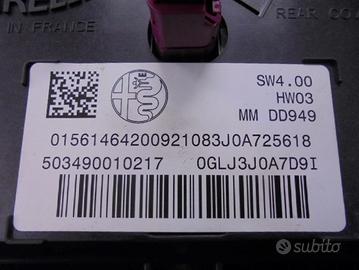 IN FRANCE
REAR CO
SW4.00
HW03
MM DD949
01561464200921083J0A725618
503490010217 0GLJ3J0A7D9I
subito